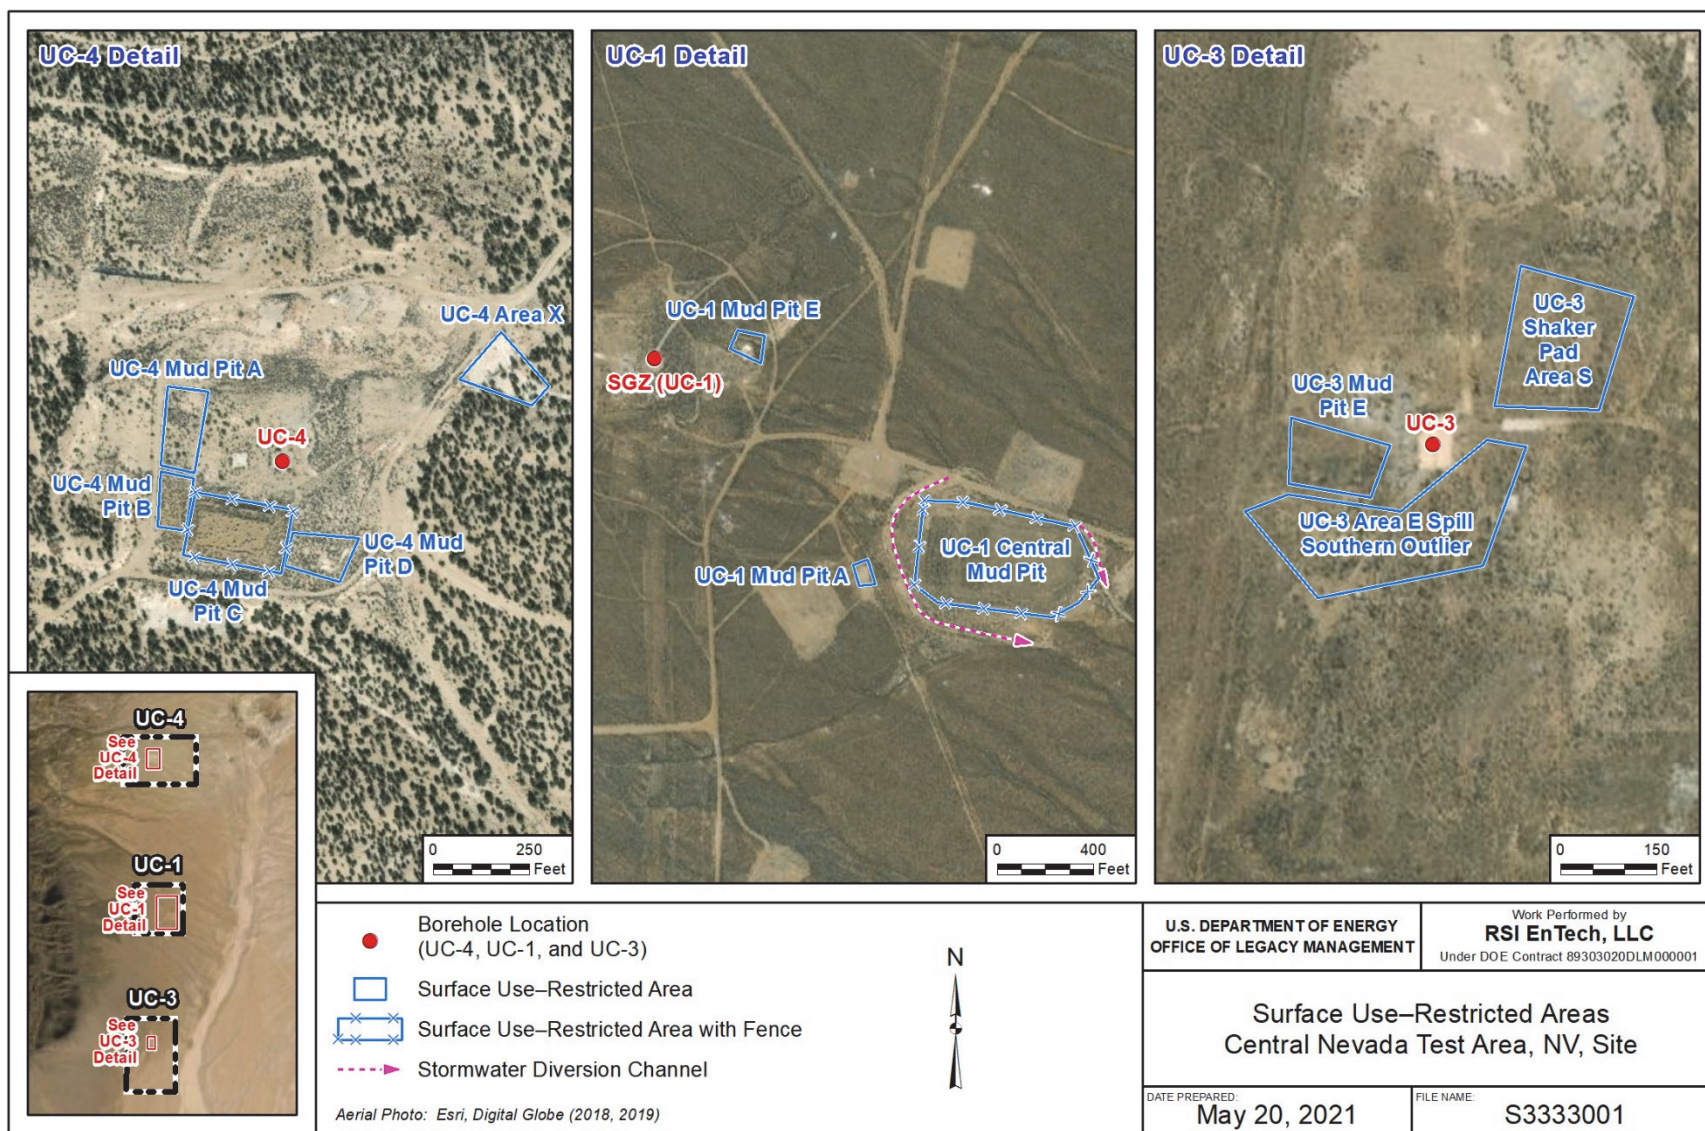 UC-4 Detail
UC-4 Area X
UC-4 Mud Pit A
UC-4
UC-4 Mud
Pit B
UC-4 Mud
Pit D
UC-4 Mud
Pit C
0 250
Feet
UC-1 Detail
UC-1 Mud Pit E
SGZ (UC-1)
UC-1 Central
Mud Pit
UC-1 Mud Pit A
0 400
Feet
UC-3 Detail
UC-3
Shaker
Pad
Area S
UC-3 Mud
Pit E
UC-3
UC-3 Area E Spill
Southern Outlier
0 150
Feet
UC-4
See
UC-4
Detail
UC-1
See
UC-1
Detail
UC-3
See
UC-3
Detail
Borehole Location
(UC-4, UC-1, and UC-3)
Surface Use–Restricted Area
Surface Use–Restricted Area with Fence
Stormwater Diversion Channel
Aerial Photo: Esri, Digital Globe (2018, 2019)
N
U.S. DEPARTMENT OF ENERGY
OFFICE OF LEGACY MANAGEMENT
Work Performed by
RSI EnTech, LLC
Under DOE Contract 89303020DLM000001
Surface Use–Restricted Areas
Central Nevada Test Area, NV, Site
DATE PREPARED:
May 20, 2021
FILE NAME:
S3333001